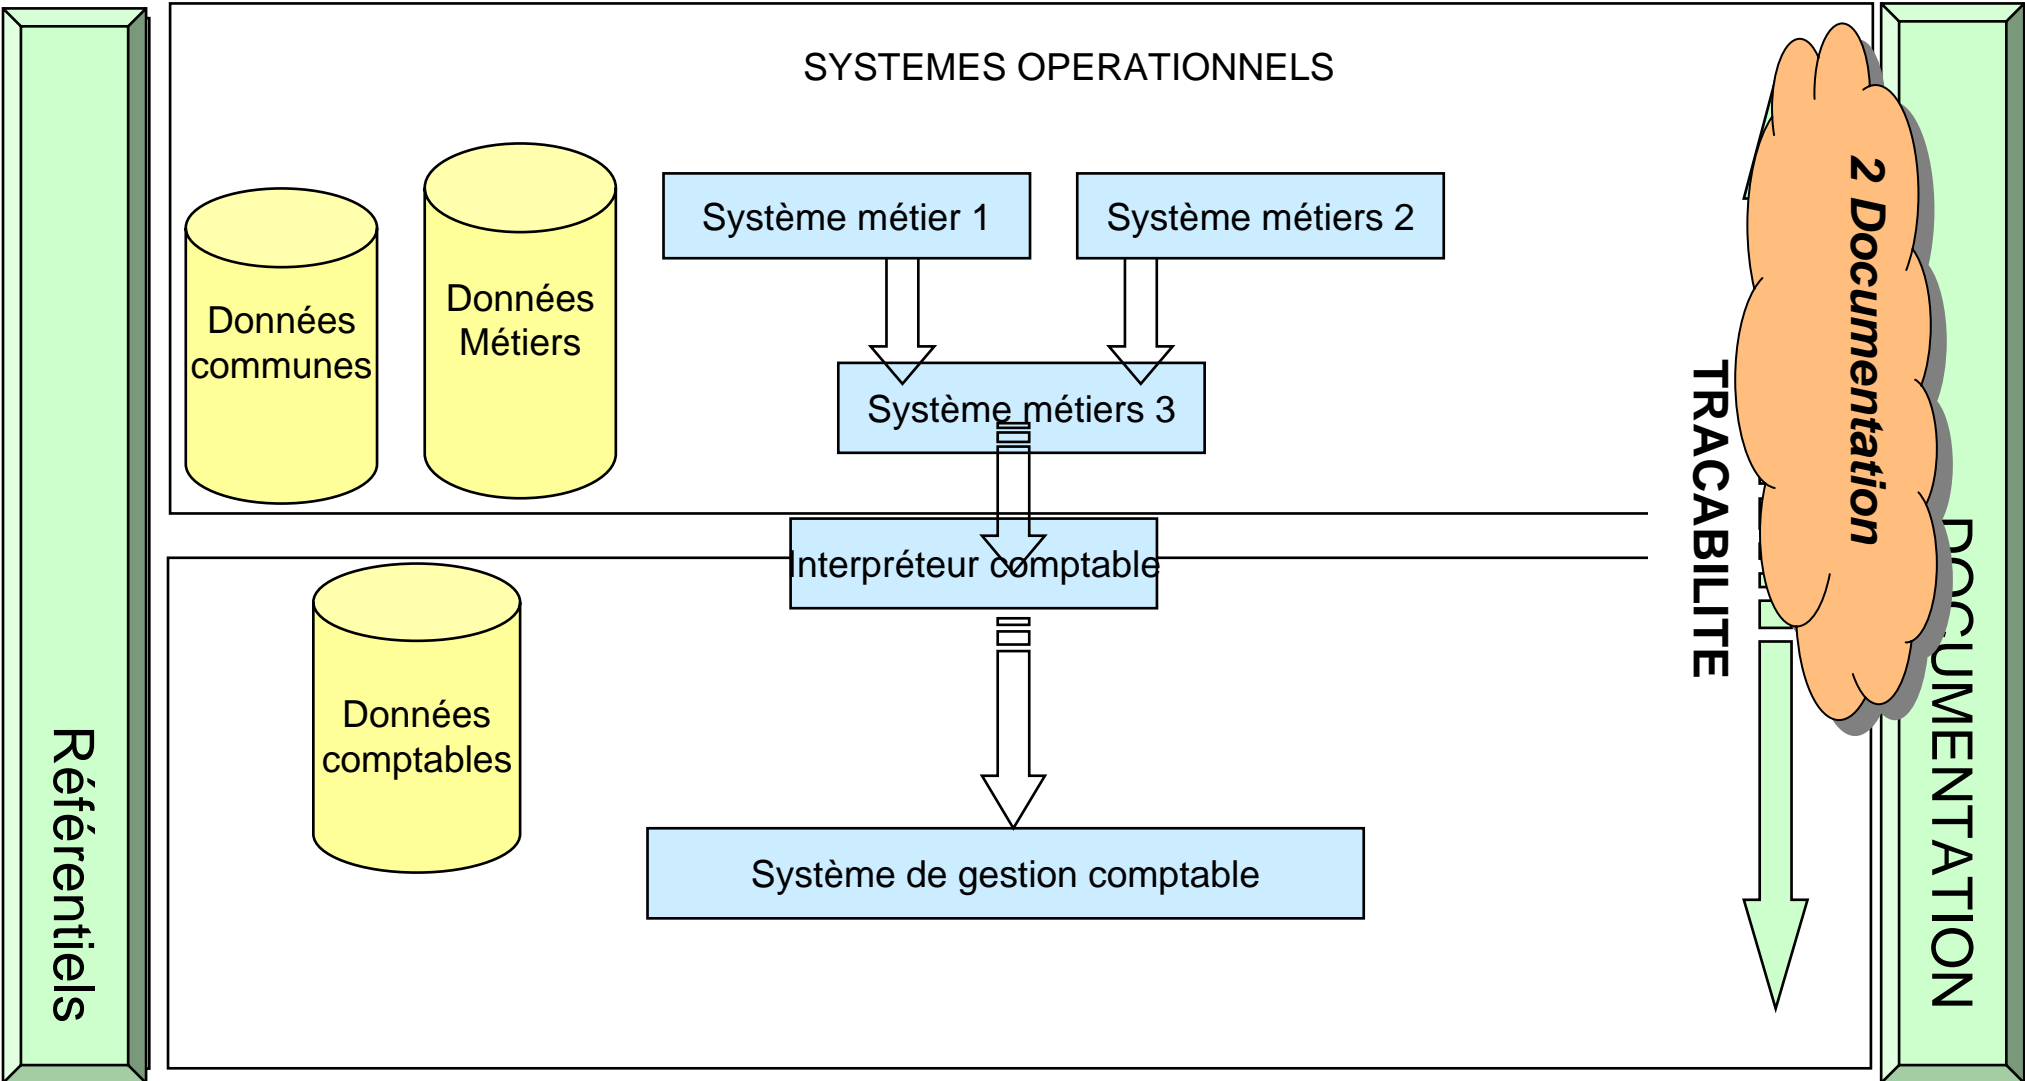 SYSTEMES OPERATIONNELS
Système métier 1
Système métiers 2
Données
communes
Données
Métiers
Système métiers 3
Interpréteur comptable
Données
comptables
Système de gestion comptable
Référentiels
TRACABILITE
2 Documentation
DOCUMENTATION